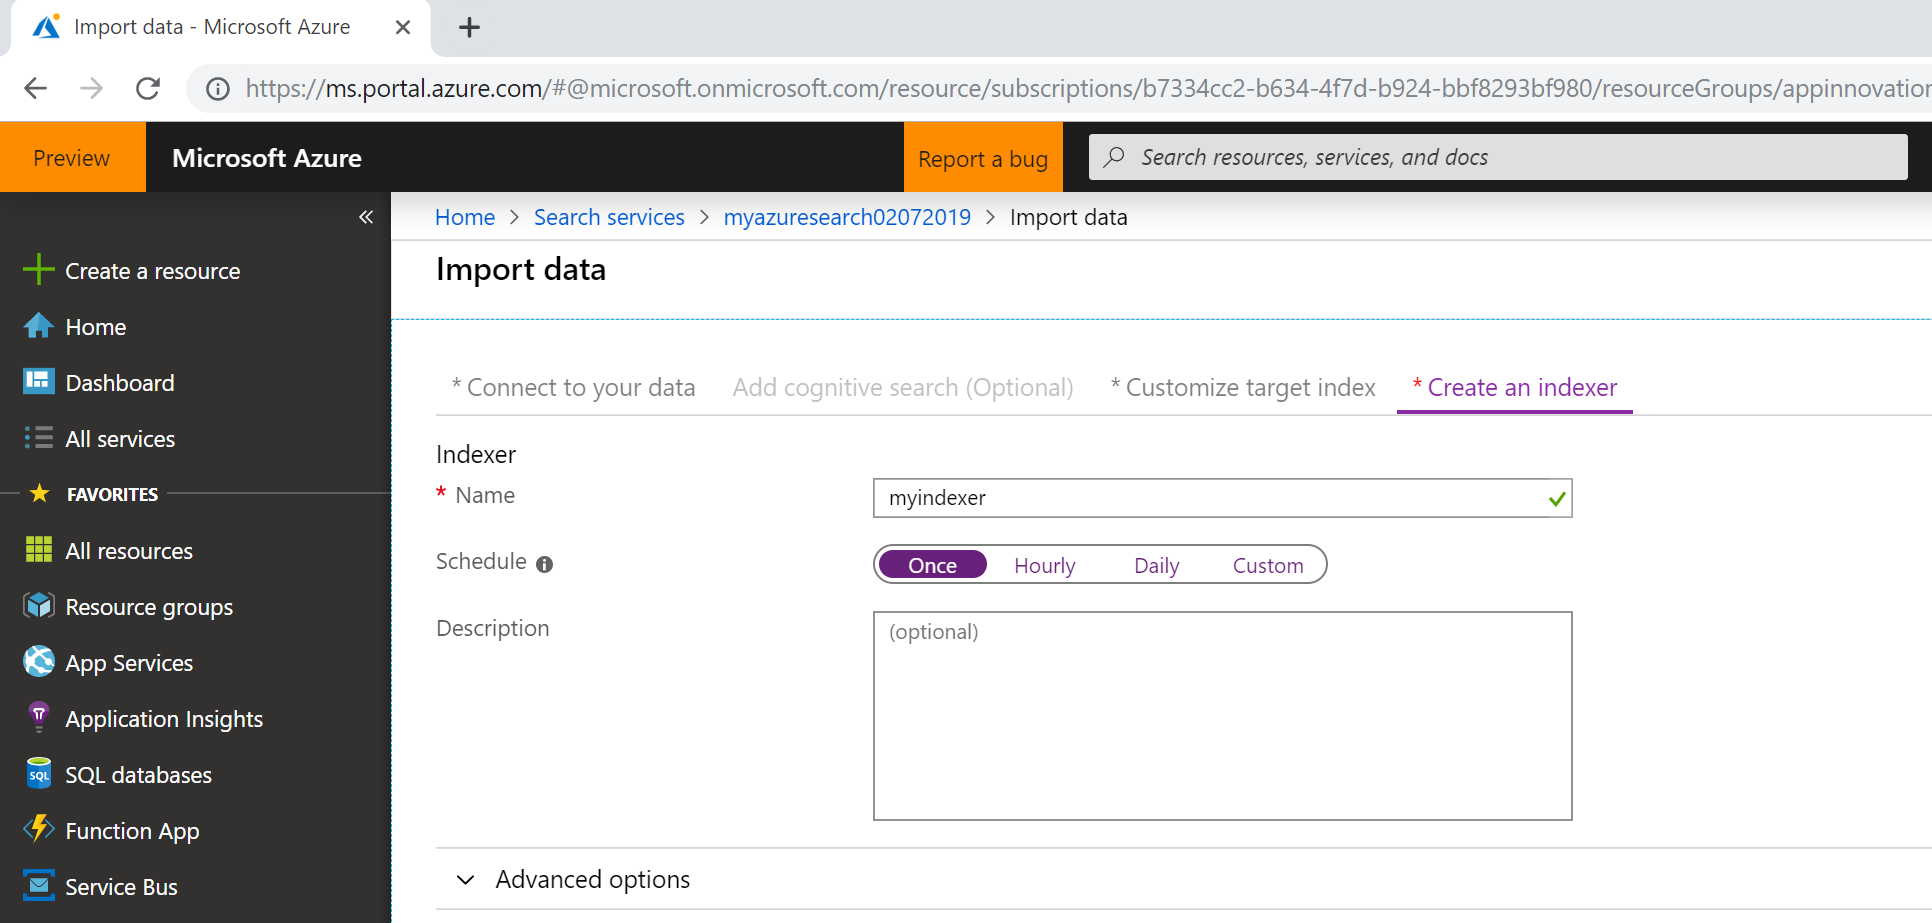 Import data - Microsoft Azure
https://ms.portal.azure.com/#@microsoft.onmicrosoft.com/resource/subscriptions/b7334cc2-b634-4f7d-b924-bbf8293bf980/resourceGroups/appinnovation
Preview
Microsoft Azure
Report a bug
Search resources, services, and docs
Home > Search services > myazuresearch02072019 > Import data
Import data
Create a resource
Home
Dashboard
All services
FAVORITES
All resources
Resource groups
App Services
Application Insights
SQL
SQL databases
Function App
Service Bus
* Connect to your data
Add cognitive search (Optional)
* Customize target index
* Create an indexer
Indexer
* Name
myindexer
Schedule
Once
Hourly
Daily
Custom
Description
(optional)
Advanced options